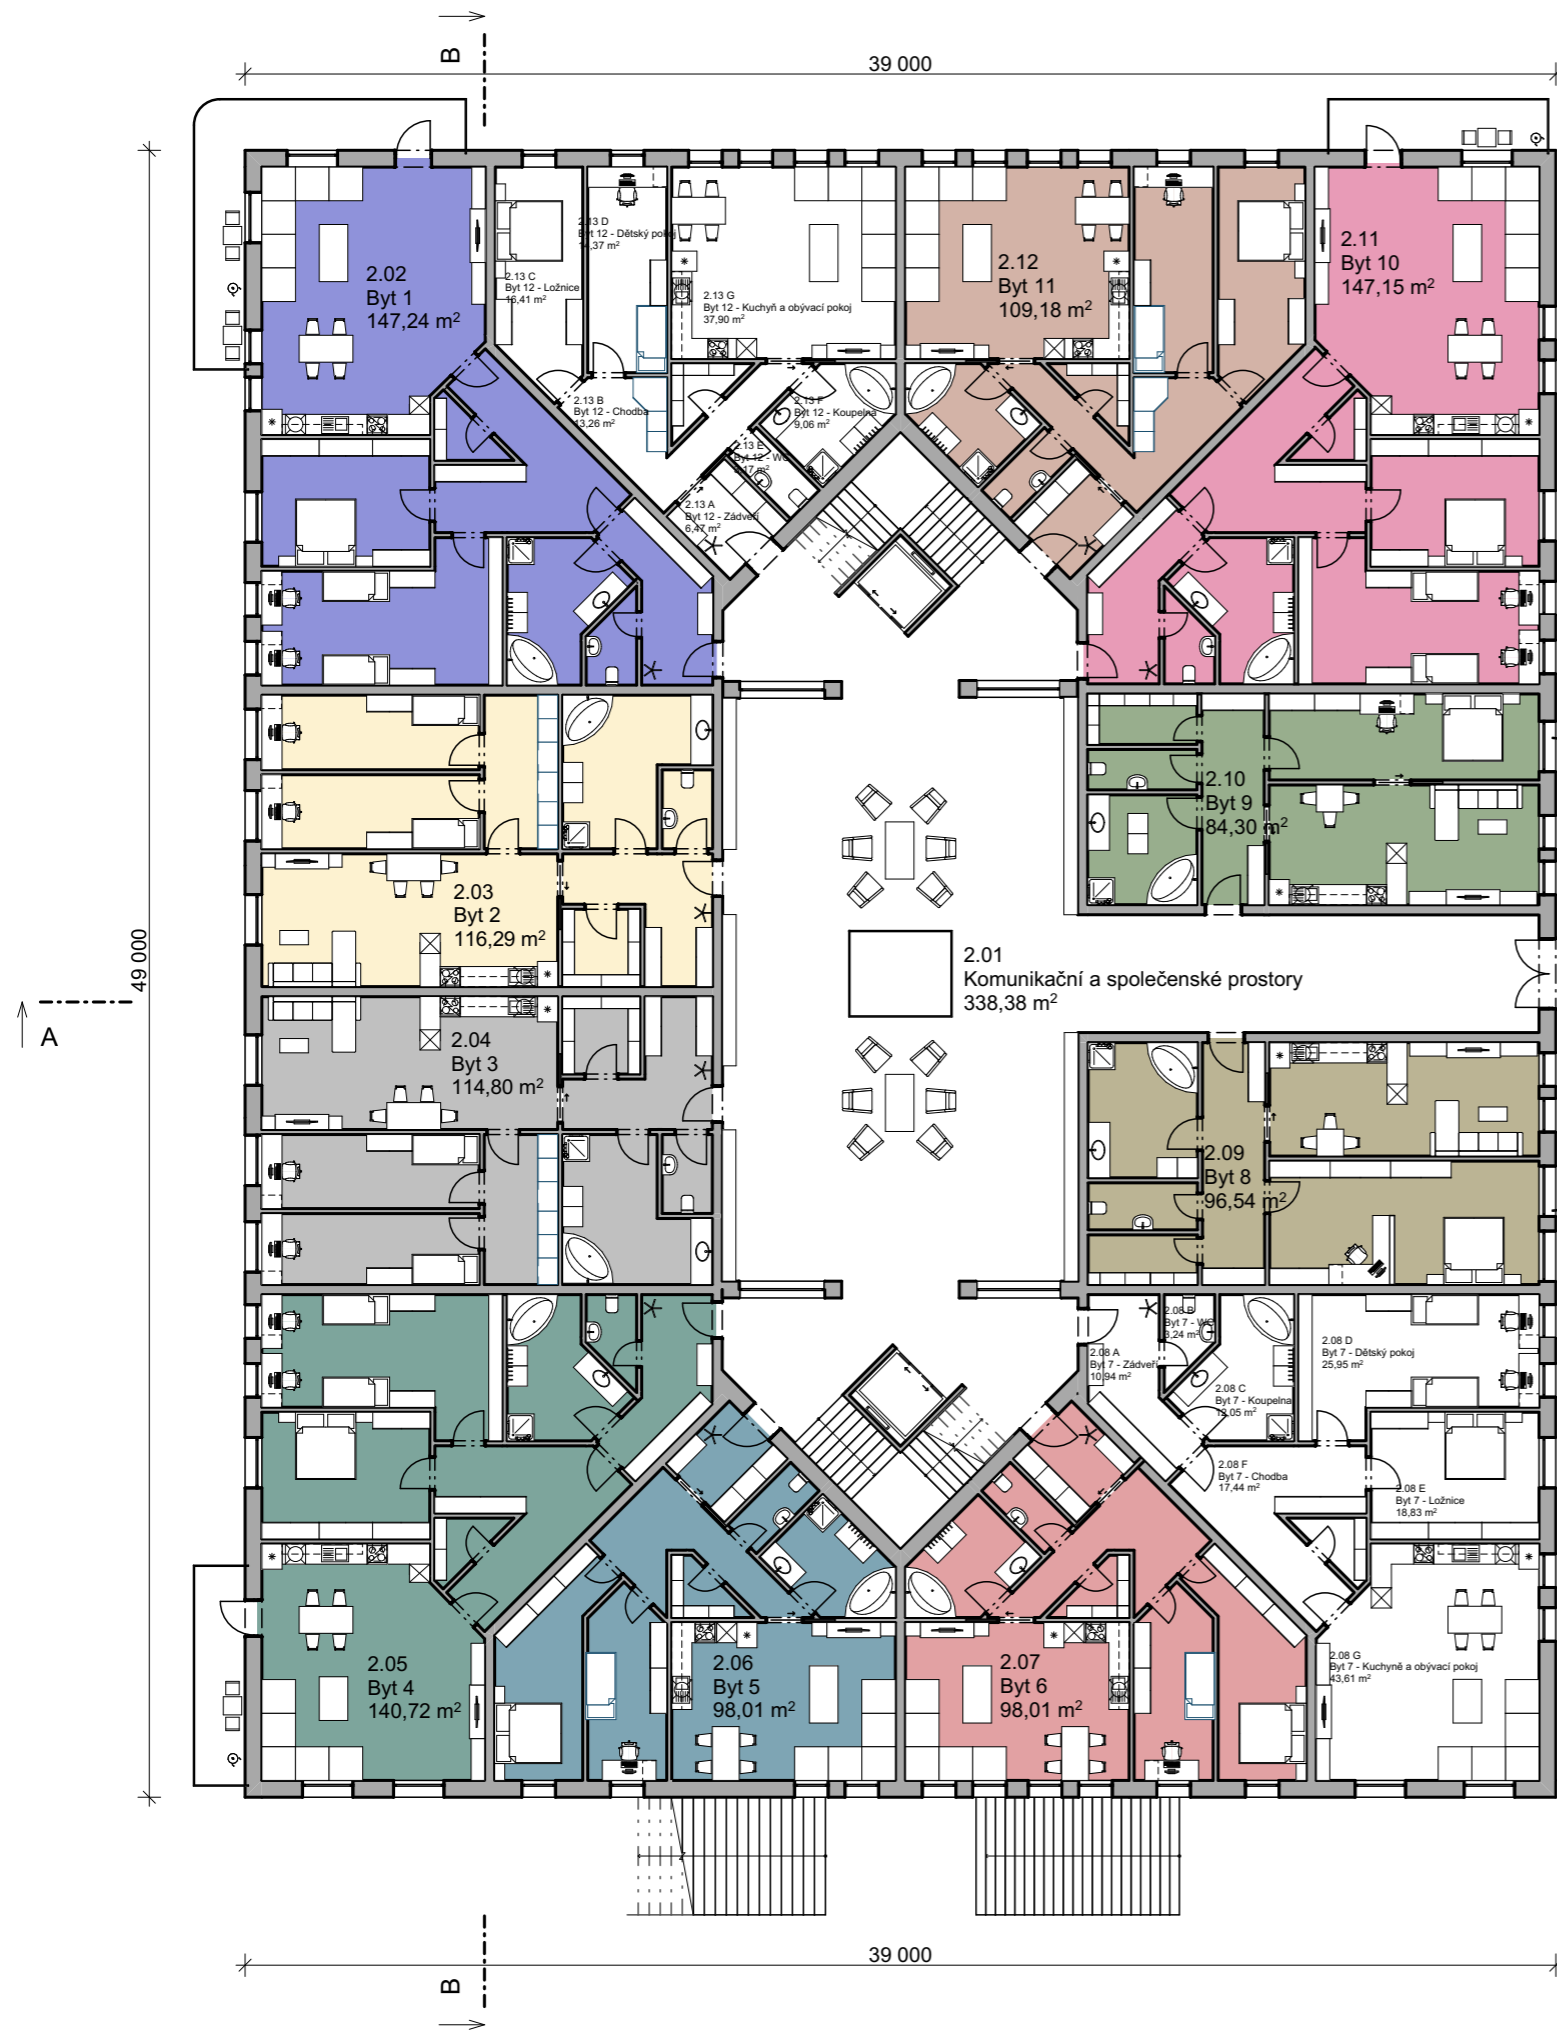 B
39 000
2.02
Byt 1
147,24 m²
2.13 C
Byt 12 - Ložnice
16,41 m²
2.13 D
Byt 12 - Dětský pokoj
14,37 m²
2.13 G
Byt 12 - Kuchyň a obývací pokoj
37,90 m²
2.12
Byt 11
109,18 m²
2.11
Byt 10
147,15 m²
2.13 B
Byt 12 - Chodba
13,26 m²
2.13 F
Byt 12 - Koupelna
9,06 m²
2.13 E
Byt 12 - WC
2.13 A
Byt 12 - Zádveří
6,47 m²
2.10
Byt 9
84,30 m²
2.03
Byt 2
116,29 m²
49 000
2.01
Komunikační a společenské prostory
338,38 m²
A
2.04
Byt 3
114,80 m²
2.09
Byt 8
96,54 m²
2.08 B
Byt 7 - WC
3,24 m²
2.08 A
Byt 7 - Zádveří
10,94 m²
2.08 D
Byt 7 - Dětský pokoj
25,95 m²
2.08 C
Byt 7 - Koupelna
12,05 m²
2.08 F
Byt 7 - Chodba
17,44 m²
2.08 E
Byt 7 - Ložnice
18,83 m²
2.05
Byt 4
140,72 m²
2.06
Byt 5
98,01 m²
2.07
Byt 6
98,01 m²
2.08 G
Byt 7 - Kuchyně a obývací pokoj
43,61 m²
39 000
B